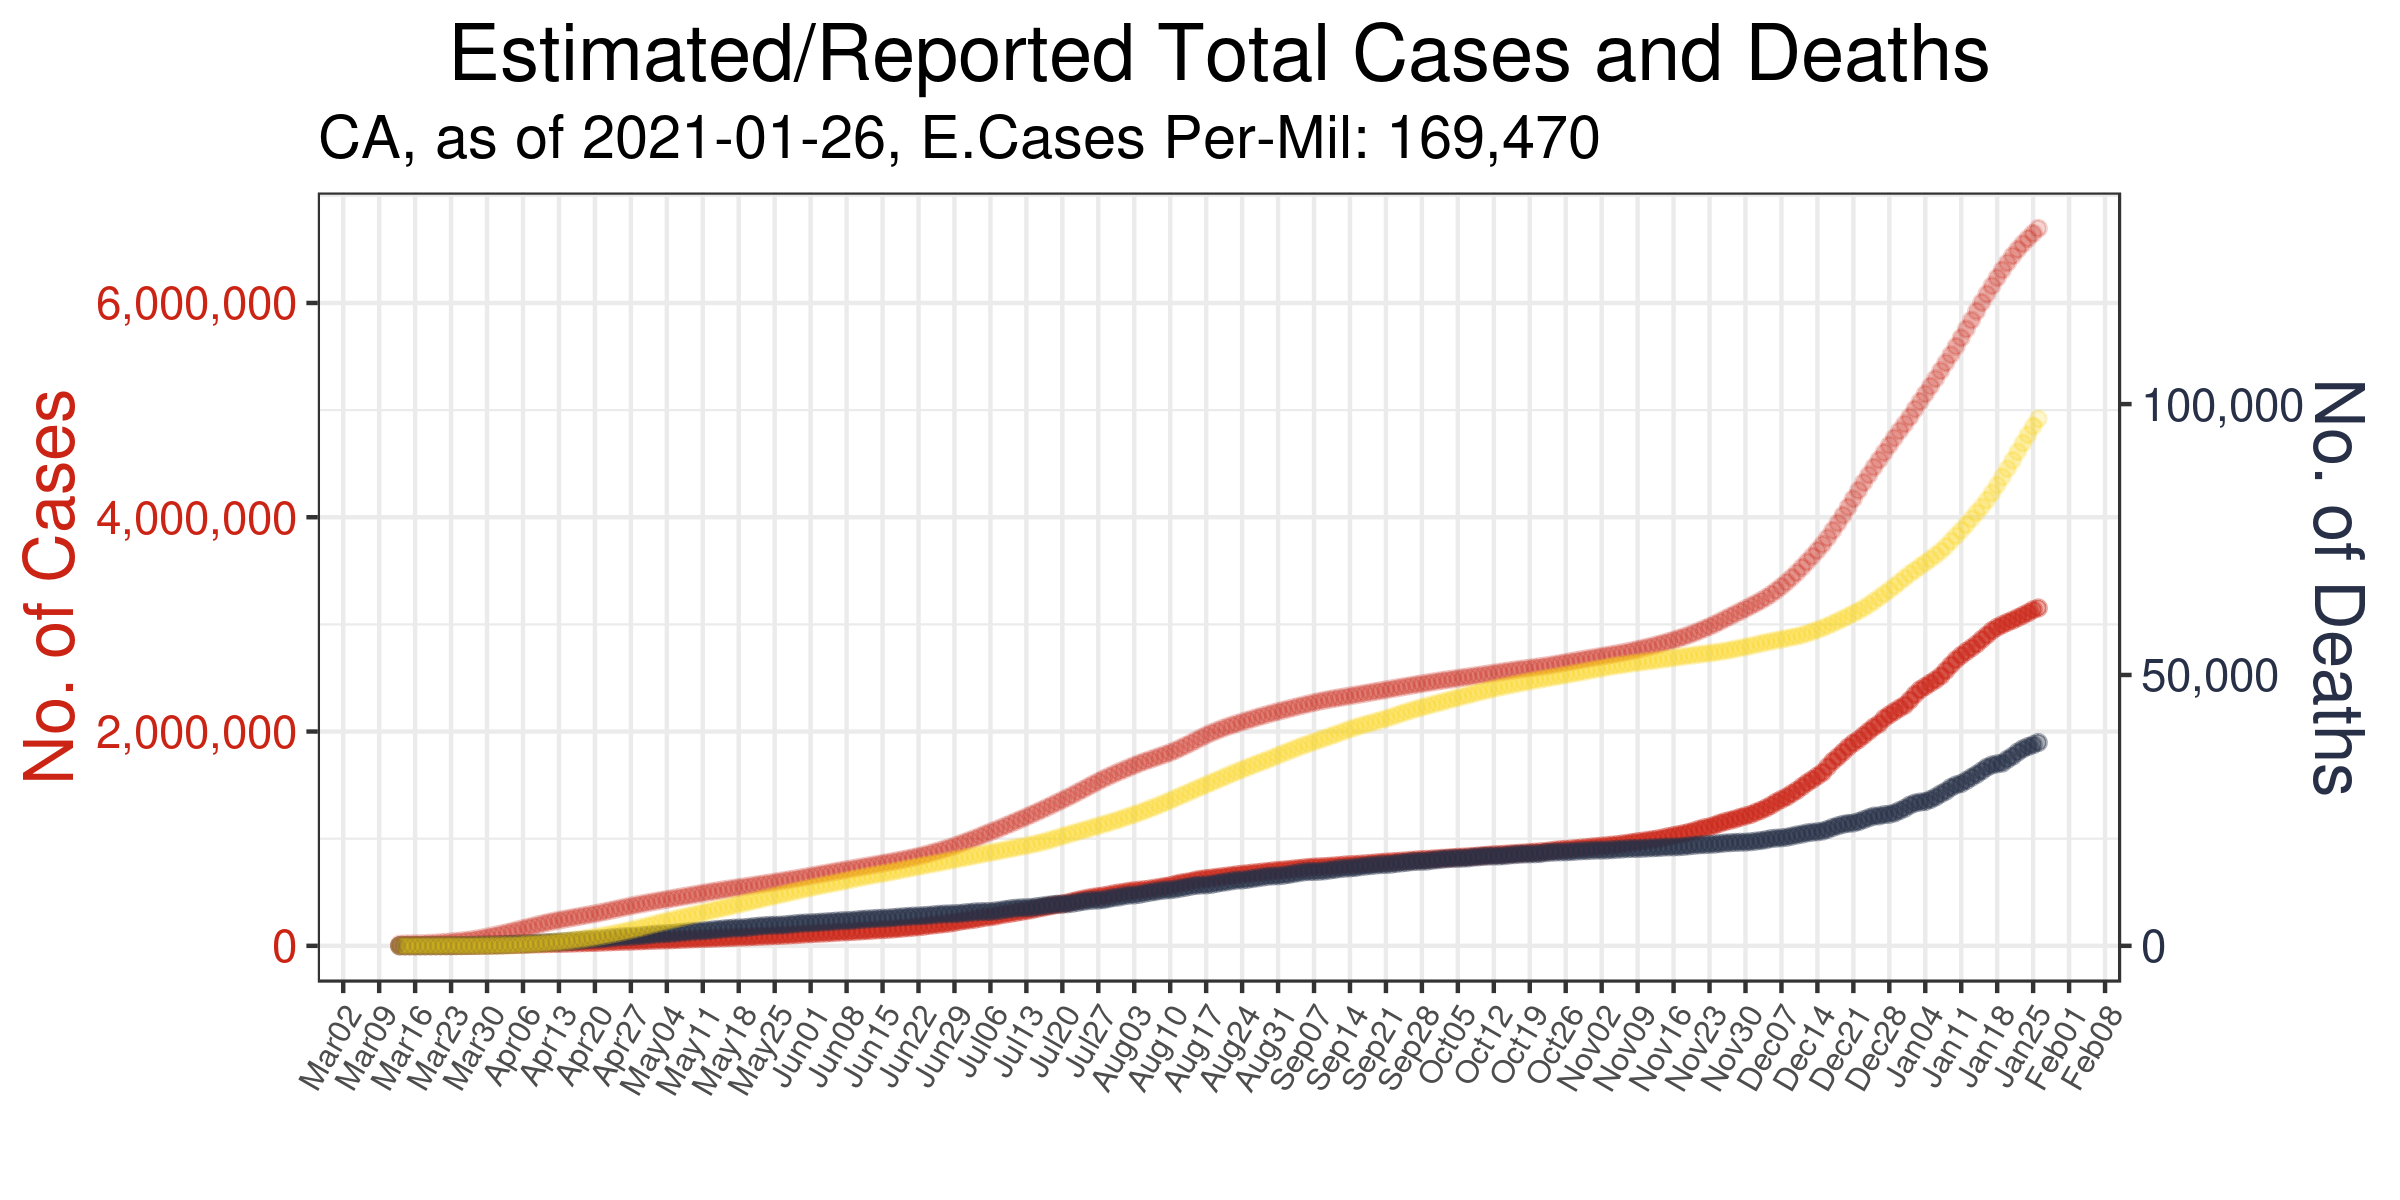 Estimated/Reported Total Cases and Deaths
CA, as of 2021-01-26, E.Cases Per-Mil: 169,470
No. of Cases
6,000,000
4,000,000
2,000,000
0
100,000
50,000
0
No. of Deaths
Mar02
Mar09
Mar16
Mar23
Mar30
Apr06
Apr13
Apr20
Apr27
May04
May11
May18
May25
Jun01
Jun08
Jun15
Jun22
Jun29
Jul06
Jul13
Jul20
Jul27
Aug03
Aug10
Aug17
Aug24
Aug31
Sep07
Sep14
Sep21
Sep28
Oct05
Oct12
Oct19
Oct26
Nov02
Nov09
Nov16
Nov23
Nov30
Dec07
Dec14
Dec21
Dec28
Jan04
Jan11
Jan18
Jan25
Feb01
Feb08